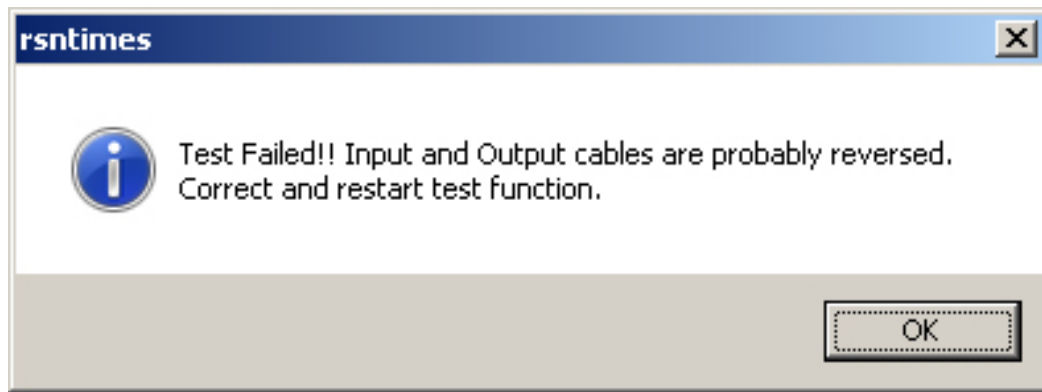 rsntimes
Test Failed!! Input and Output cables are probably reversed.
Correct and restart test function.
OK